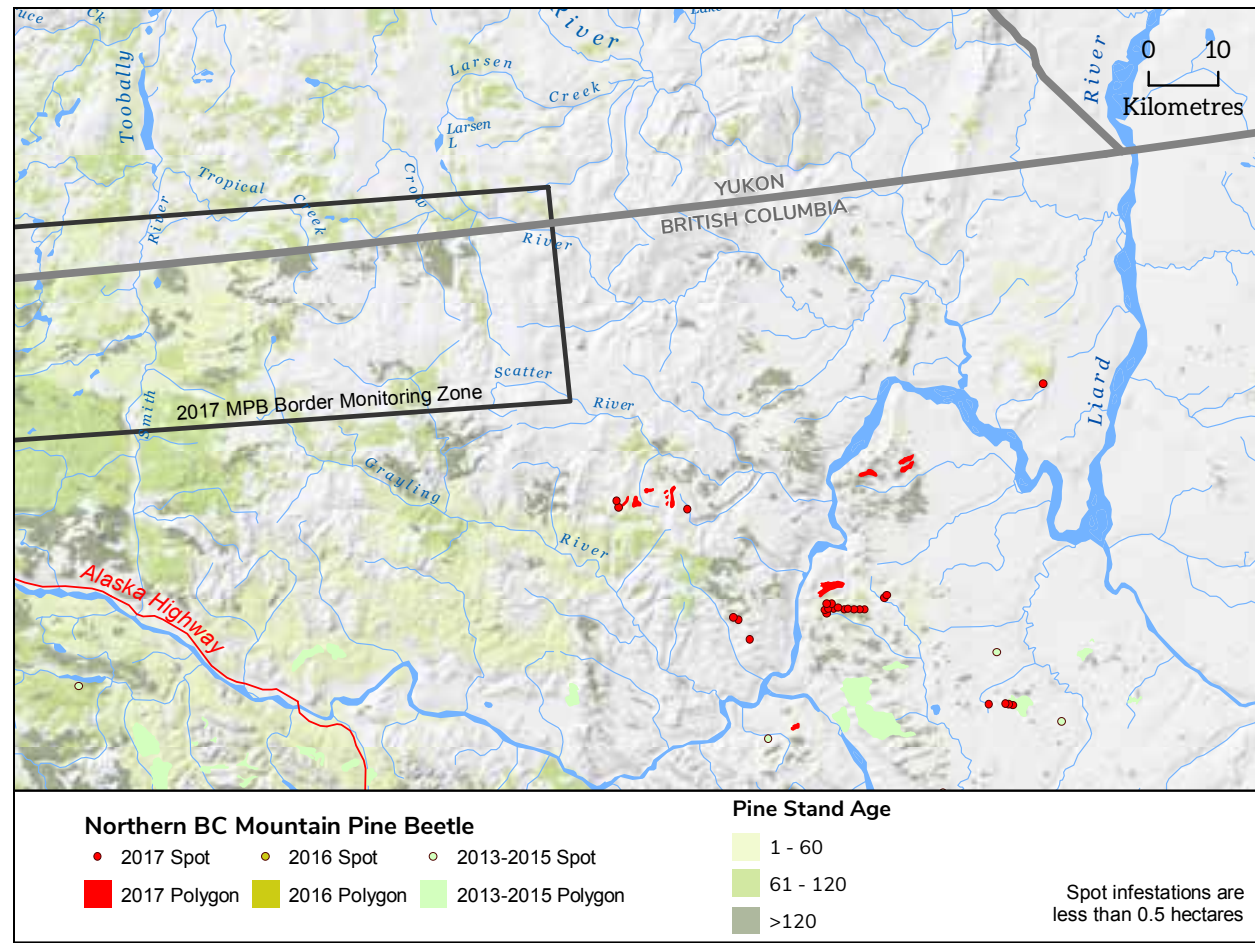 uce
Ck
River
Lake
Toobally
Larsen
Creek
Larsen
L
River
0 10
Kilometres
Tropical
Creek
Crow
River
River
YUKON
BRITISH COLUMBIA
Scatter
River
2017 MPB Border Monitoring Zone
Smith
Liard
Grayling
River
Alaska Highway
Northern BC Mountain Pine Beetle
2017 Spot
2016 Spot
2013-2015 Spot
2017 Polygon
2016 Polygon
2013-2015 Polygon
Pine Stand Age
1 - 60
61 - 120
>120
Spot infestations are
less than 0.5 hectares